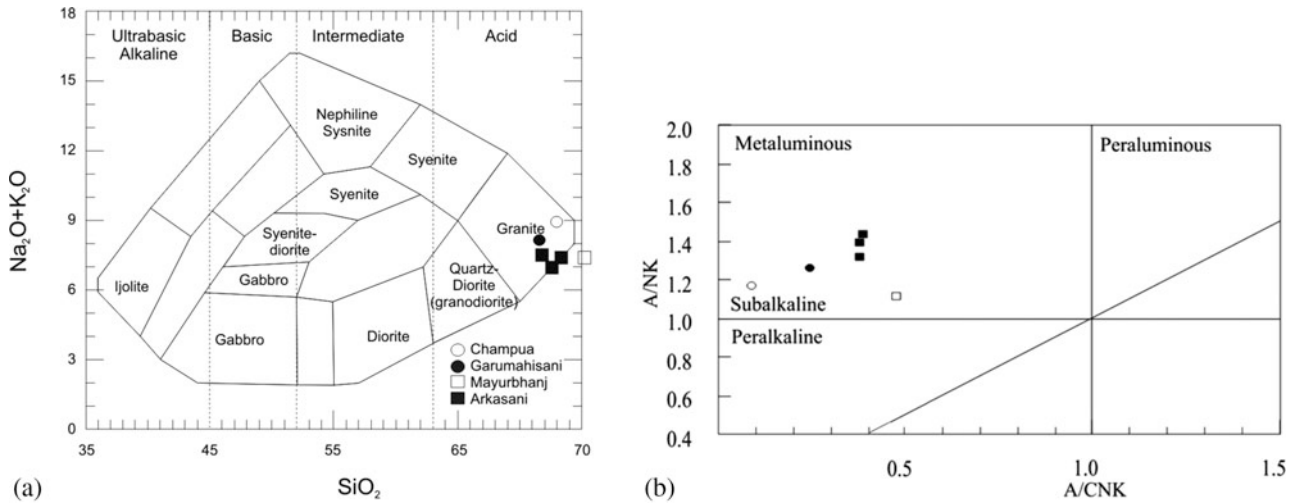 18
15
12
9
6
3
0
Na2O+K2O
Ultrabasic
Alkaline
Basic
Intermediate
Acid
Nephiline
Sysnite
Syenite
Syenite
Syenite-
diorite
Granite
Ijolite
Gabbro
Quartz-
Diorite
(granodiorite)
Gabbro
Diorite
Champua
Garumahisani
Mayurbhanj
Arkasani
35
45
55
65
70
SiO2
(a)
2.0
1.8
1.6
1.4
1.2
1.0
0.8
0.6
0.4
A/NK
Metaluminous
Peraluminous
Subalkaline
Peralkaline
0.5
1.0
1.5
A/CNK
(b)